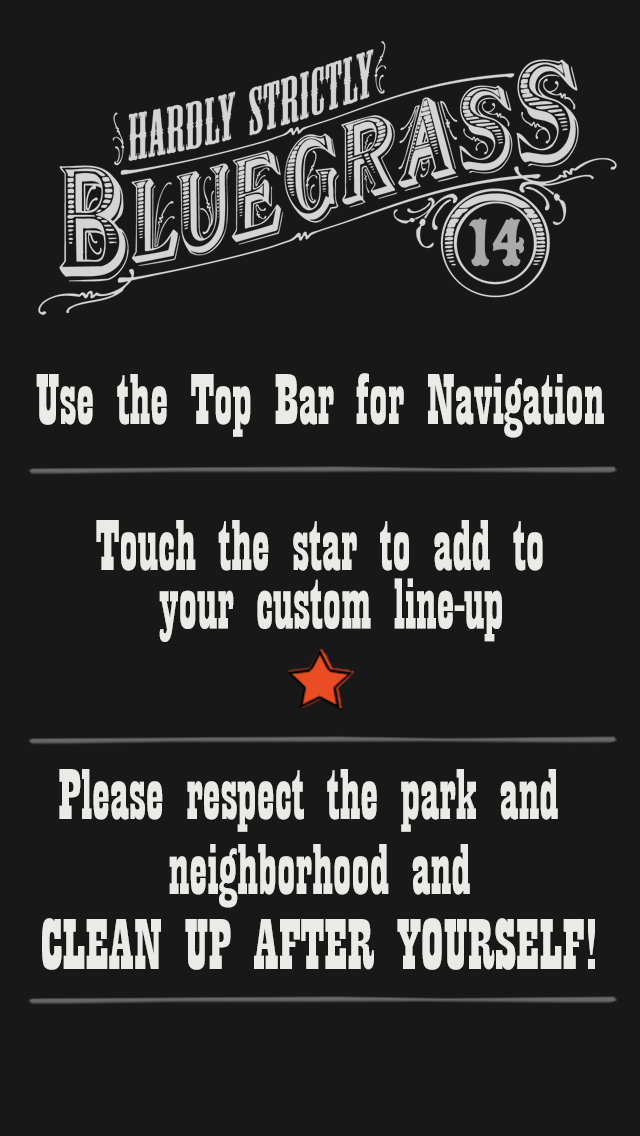 HARDLY STRICTLY
BLUEGRASS
14
Use the Top Bar for Navigation
Touch the star to add to
your custom line-up
Please respect the park and
neighborhood and
CLEAN UP AFTER YOURSELF!